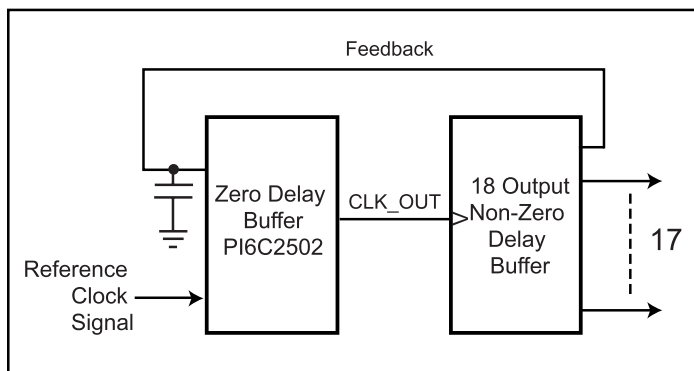 Feedback
Zero Delay
Buffer
PI6C2502
CLK_OUT
18 Output
Non-Zero
Delay
Buffer
17
Reference
Clock
Signal